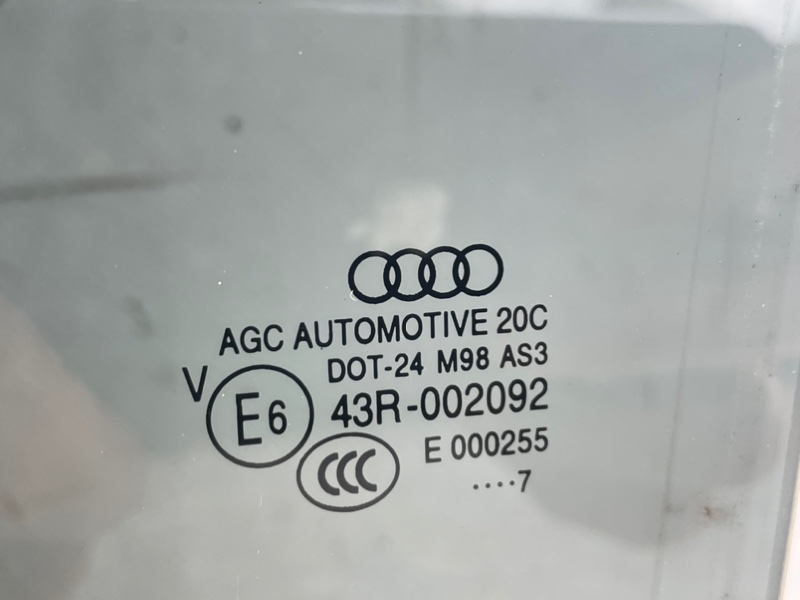 AGC AUTOMOTIVE 20C
DOT-24 M98 AS3
V
E6
43R-002092
CCC
E 000255
....7